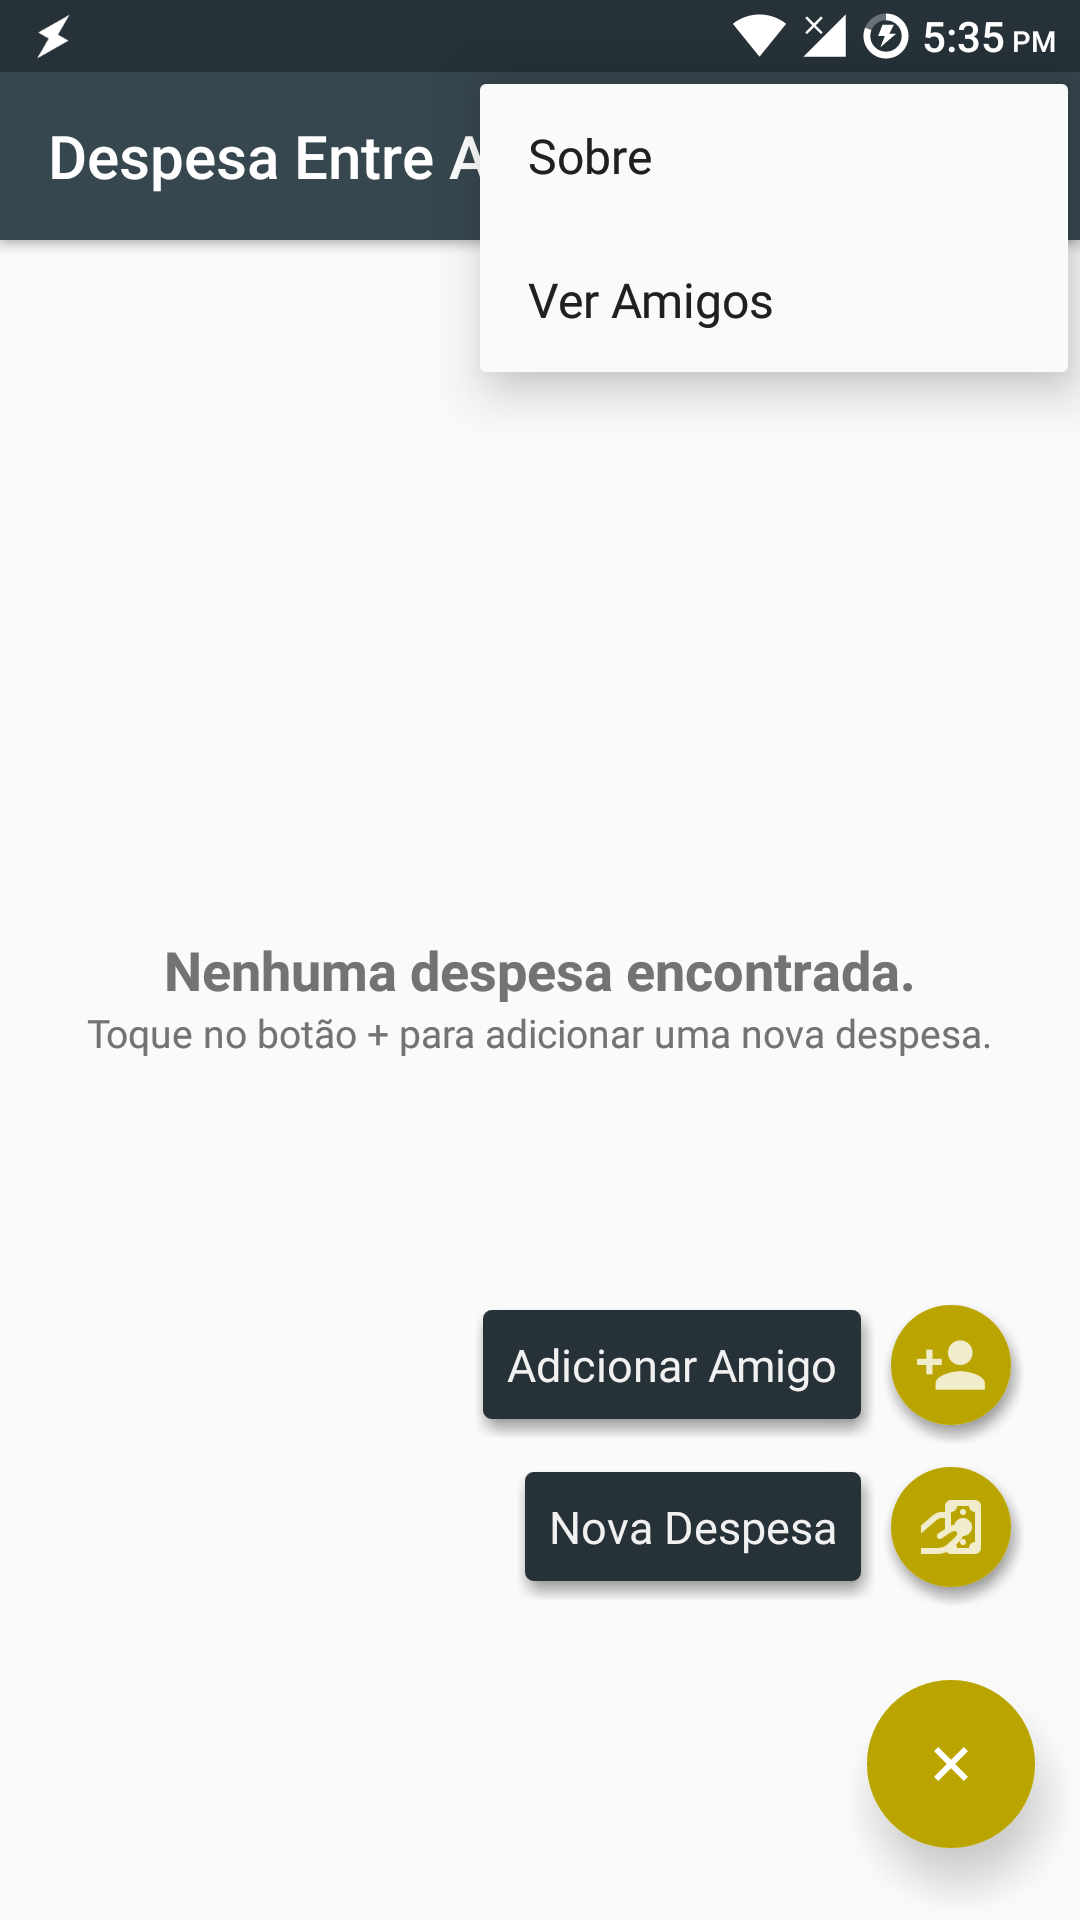 5:35 PM
Despesa Entre A
Sobre
Ver Amigos
Nenhuma despesa encontrada.
Toque no botão + para adicionar uma nova despesa.
Adicionar Amigo
Nova Despesa